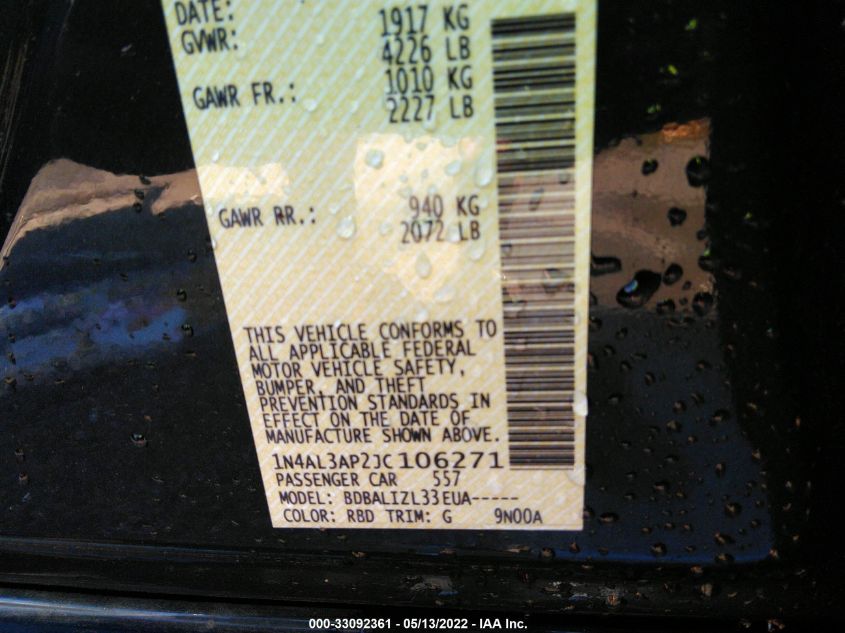 DATE:
GVWR: 1917 KG
4226 LB
GAWR FR.: 1010 KG
2227 LB
GAWR RR.: 940 KG
2072 LB
THIS VEHICLE CONFORMS TO
ALL APPLICABLE FEDERAL
MOTOR VEHICLE SAFETY,
BUMPER, AND THEFT
PREVENTION STANDARDS IN
EFFECT ON THE DATE OF
MANUFACTURE SHOWN ABOVE.
1N4AL3AP2JC106271
PASSENGER CAR 557
MODEL: BDBALIZL33EUA-----
COLOR: RBD TRIM: G 9N00A
000-33092361 - 05/13/2022 - IAA Inc.